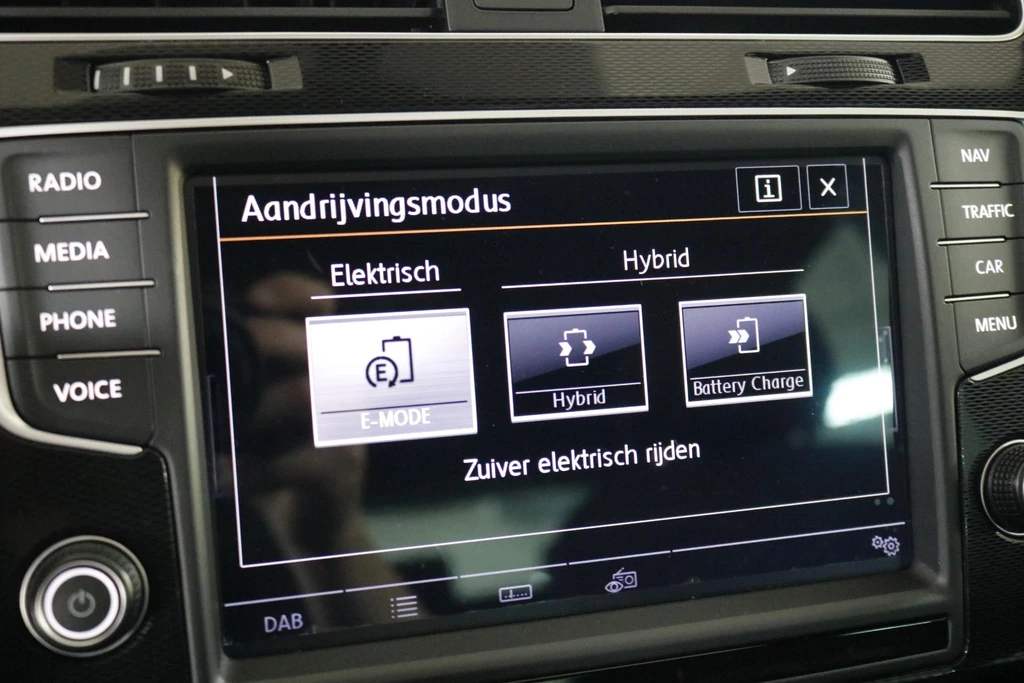 RADIO
MEDIA
PHONE
VOICE
Aandrijvingsmodus
i X
Elektrisch
Hybrid
E
E-MODE
Hybrid
Battery Charge
Zuiver elektrisch rijden
DAB
NAV
TRAFFIC
CAR
MENU